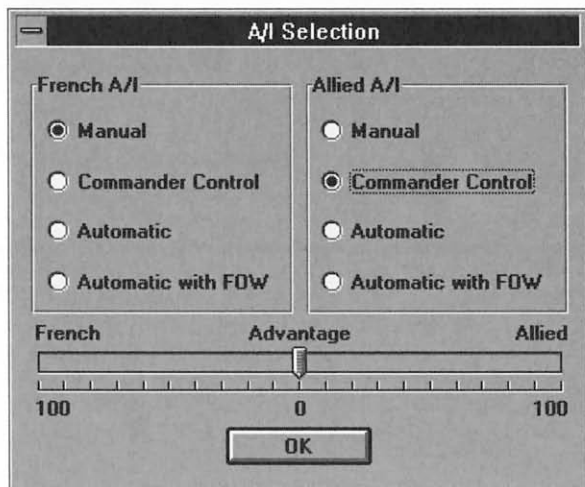 A/I Selection
French A/I
Manual
Commander Control
Automatic
Automatic with FOW
Allied A/I
Manual
Commander Control
Automatic
Automatic with FOW
French Advantage Allied
100 0 100
OK